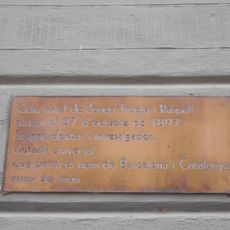 Casa natal de Josep Trueta i Raspall,
nascut el 27 d'octubre de 1897
Insigne doctor i investigador,
ciutadà universal
que portà el nom de Barcelona i Catalunya
arreu del món